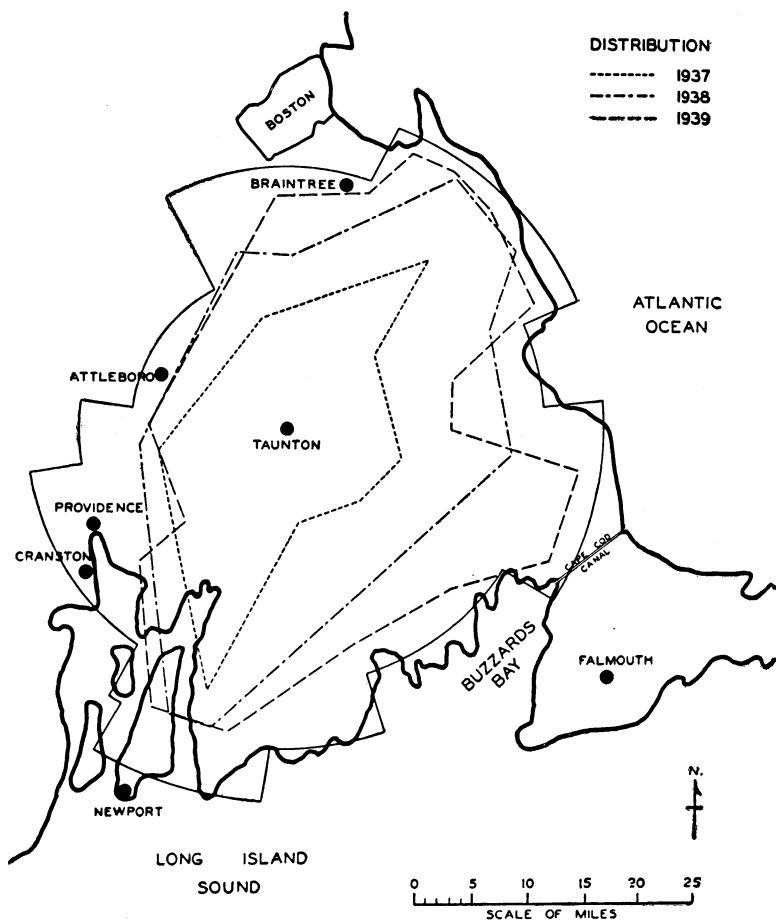 DISTRIBUTION
1937
1938
1939
BOSTON
BRAINTREE
ATLANTIC
OCEAN
ATTLEBORO
TAUNTON
PROVIDENCE
CRANSTON
CAPE COD
CANAL
BUZZARDS
BAY
FALMOUTH
N.
NEWPORT
LONG ISLAND
SOUND
0 5 10 15 20 25
SCALE OF MILES